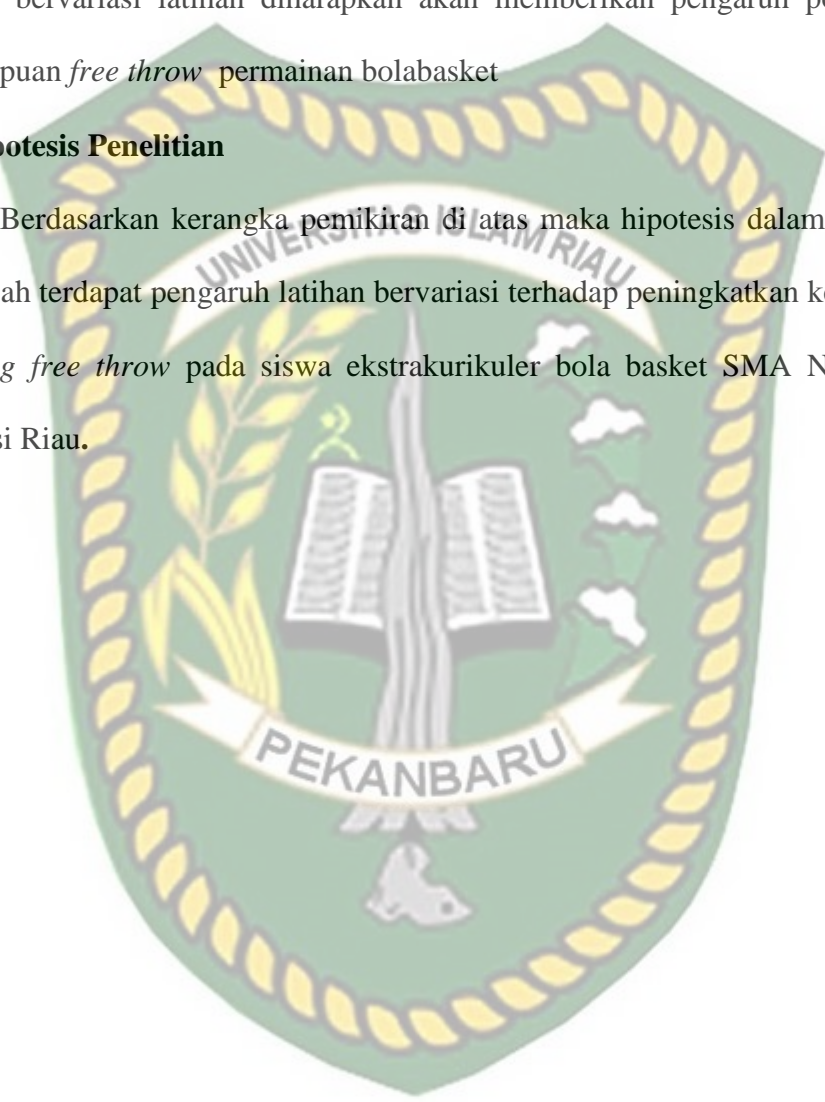 bervariasi latihan diharapkan akan memberikan pengaruh
puan free throw permainan bolabasket
potesis Penelitian
Berdasarkan kerangka pemikiran di atas maka hipotesis dalam
ah terdapat pengaruh latihan bervariasi terhadap peningkatkan
g free throw pada siswa ekstrakurikuler bola basket SMA N
si Riau.
UNIVERSITAS ISLAM RIAU
PEKANBARU